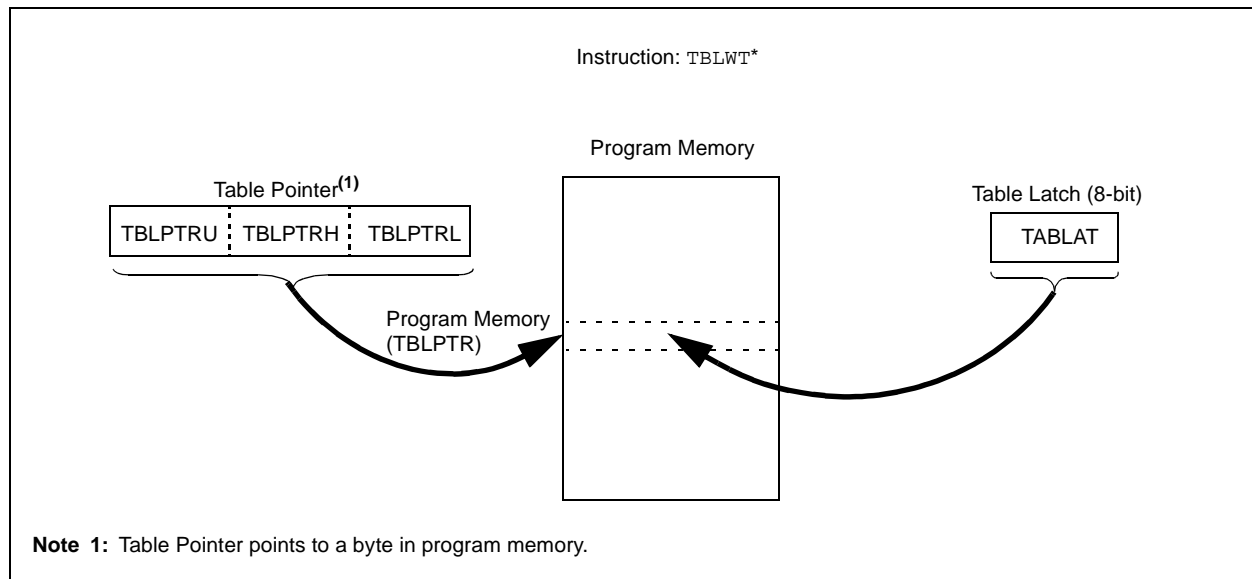 Instruction: TBLWT*
Program Memory
Table Pointer(1)
TBLPTRU TBLPTRH TBLPTRL
Table Latch (8-bit)
TABLAT
Program Memory
(TBLPTR)
Note 1: Table Pointer points to a byte in program memory.